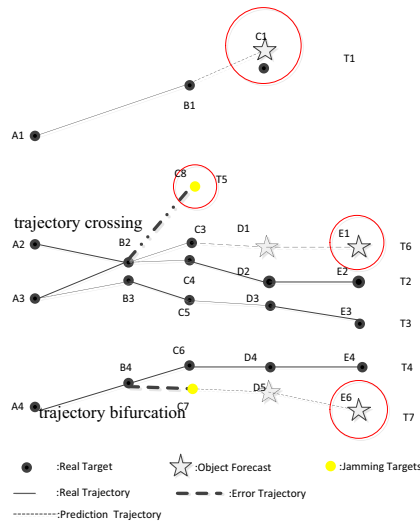 C1
T1
B1
A1
C8
T5
trajectory crossing
A2
B2
C3
D1
E1
T6
C4
D2
E2
T2
A3
B3
C5
D3
E3
T3
C6
D4
E4
T4
B4
A4
trajectory bifurcation
C7
D5
E6
T7
:Real Target
:Object Forecast
:Jamming Targets
:Real Trajectory
:Error Trajectory
:Prediction Trajectory